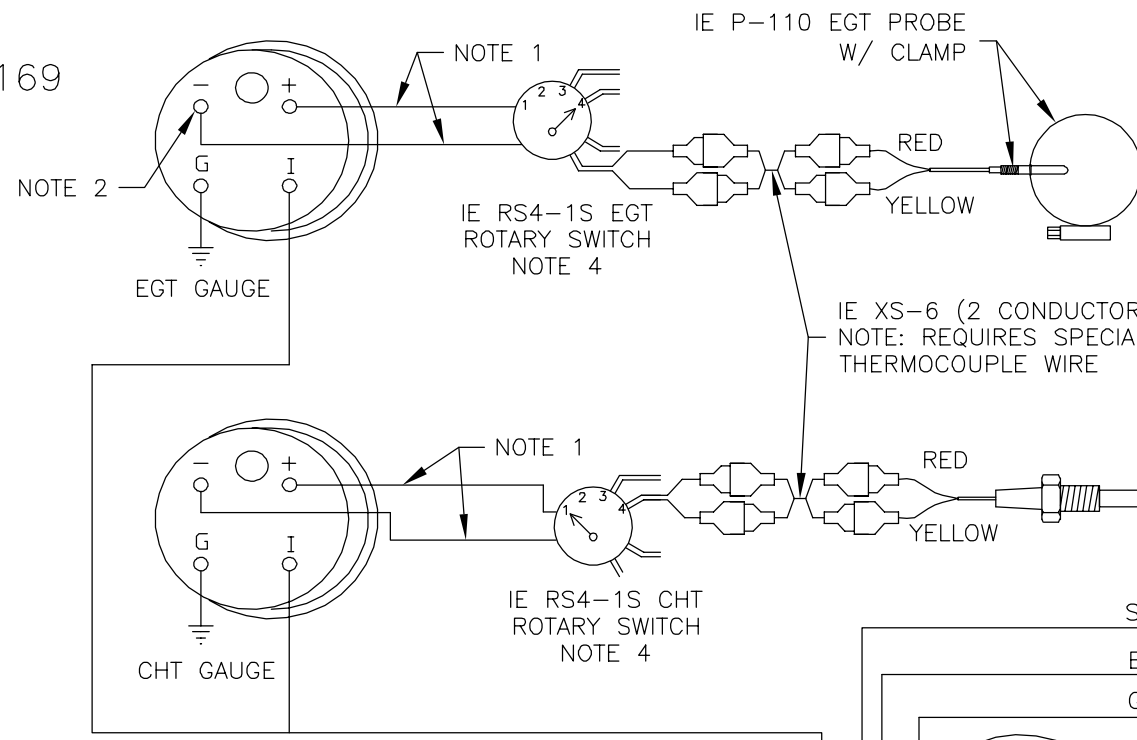 169
IE P-110 EGT PROBE
W/ CLAMP
NOTE 1
- +
1 2 3 4
G I
NOTE 2
RED
YELLOW
IE RS4-1S EGT
ROTARY SWITCH
NOTE 4
EGT GAUGE
IE XS-6 (2 CONDUCTOR
NOTE: REQUIRES SPECIA
THERMOCOUPLE WIRE
NOTE 1
- +
1 2 3 4
G I
RED
YELLOW
IE RS4-1S CHT
ROTARY SWITCH
NOTE 4
CHT GAUGE
S
E
G